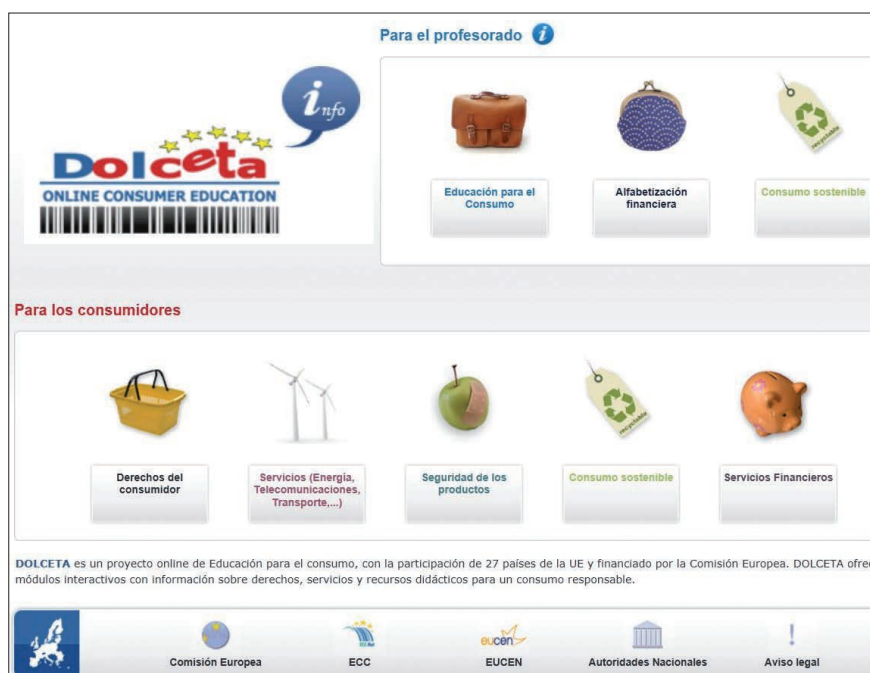 Para el profesorado i
info
Dolceta
ONLINE CONSUMER EDUCATION
recyclable
Educación para el
Consumo
Alfabetización
financiera
Consumo sostenible
Para los consumidores
recyclable
Derechos del
consumidor
Servicios (Energía,
Telecomunicaciones,
Transporte,...)
Seguridad de los
productos
Consumo sostenible
Servicios Financieros
DOLCETA es un proyecto online de Educación para el consumo, con la participación de 27 países de la UE y financiado por la Comisión Europea. DOLCETA ofrec
módulos interactivos con información sobre derechos, servicios y recursos didácticos para un consumo responsable.
eucen
Comisión Europea
ECC
EUCEN
Autoridades Nacionales
Aviso legal